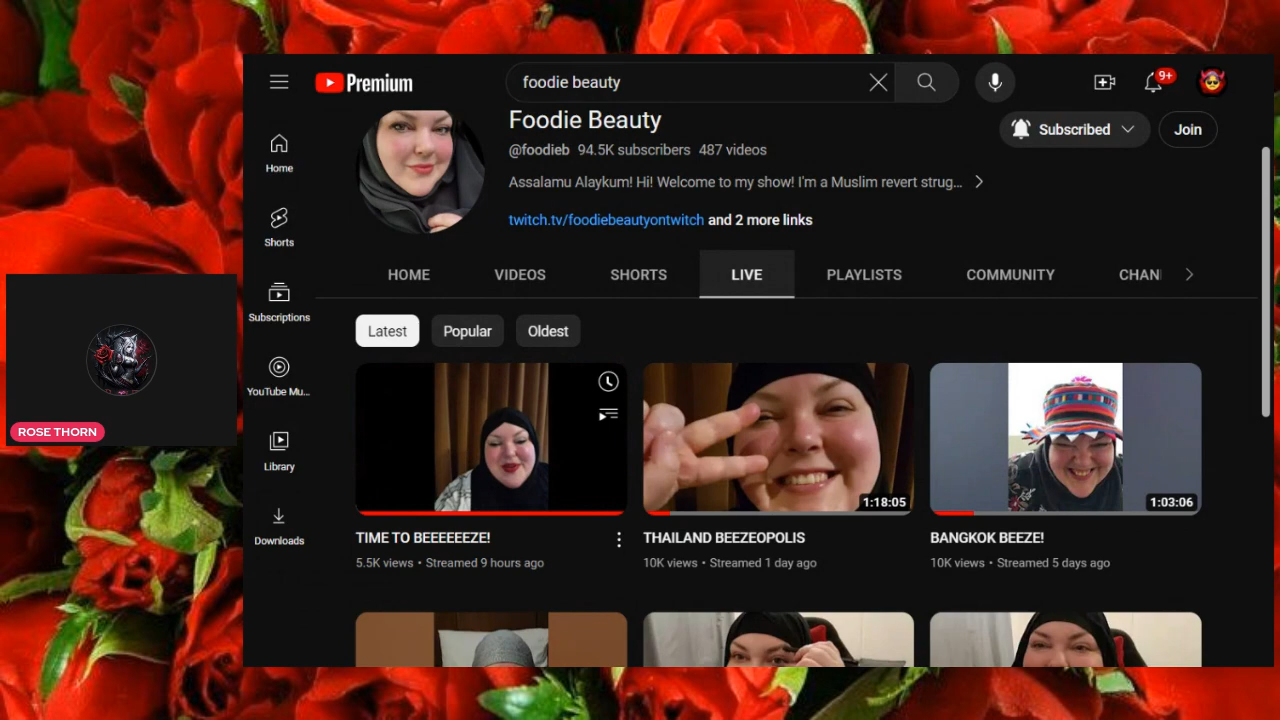 Premium
foodie beauty
9+
Foodie Beauty
@foodieb 94.5K subscribers 487 videos
Subscribed
Join
Assalamu Alaykum! Hi! Welcome to my show! I'm a Muslim revert strug...
twitch.tv/foodiebeautyontwitch and 2 more links
Home
Shorts
Subscriptions
YouTube Mu...
Library
Downloads
HOME VIDEOS SHORTS LIVE PLAYLISTS COMMUNITY CHAN
Latest Popular Oldest
ROSE THORN
1:18:05
1:03:06
TIME TO BEEEEEEZE!
5.5K views • Streamed 9 hours ago
THAILAND BEEZEOPOLIS
10K views • Streamed 1 day ago
BANGKOK BEEZE!
10K views • Streamed 5 days ago